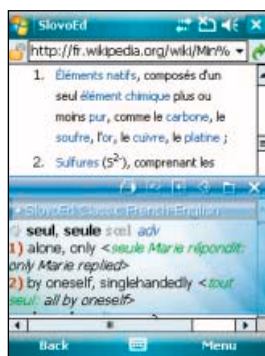 SlovoEd
http://fr.wikipedia.org/wiki/Min%
1. Éléments natifs, composés d'un
seul élément chimique plus ou
moins pur, comme le carbone, le
soufre, l'or, le cuivre, le platine ;
2. Sulfures (S²⁻), comprenant les
SlovoEd Classic French-English
seul, seule sœl adv
1) alone, only <seule Marie répondit:
only Marie replied>
2) by oneself, singlehandedly <tout
seul: all by oneself>
Back Menu